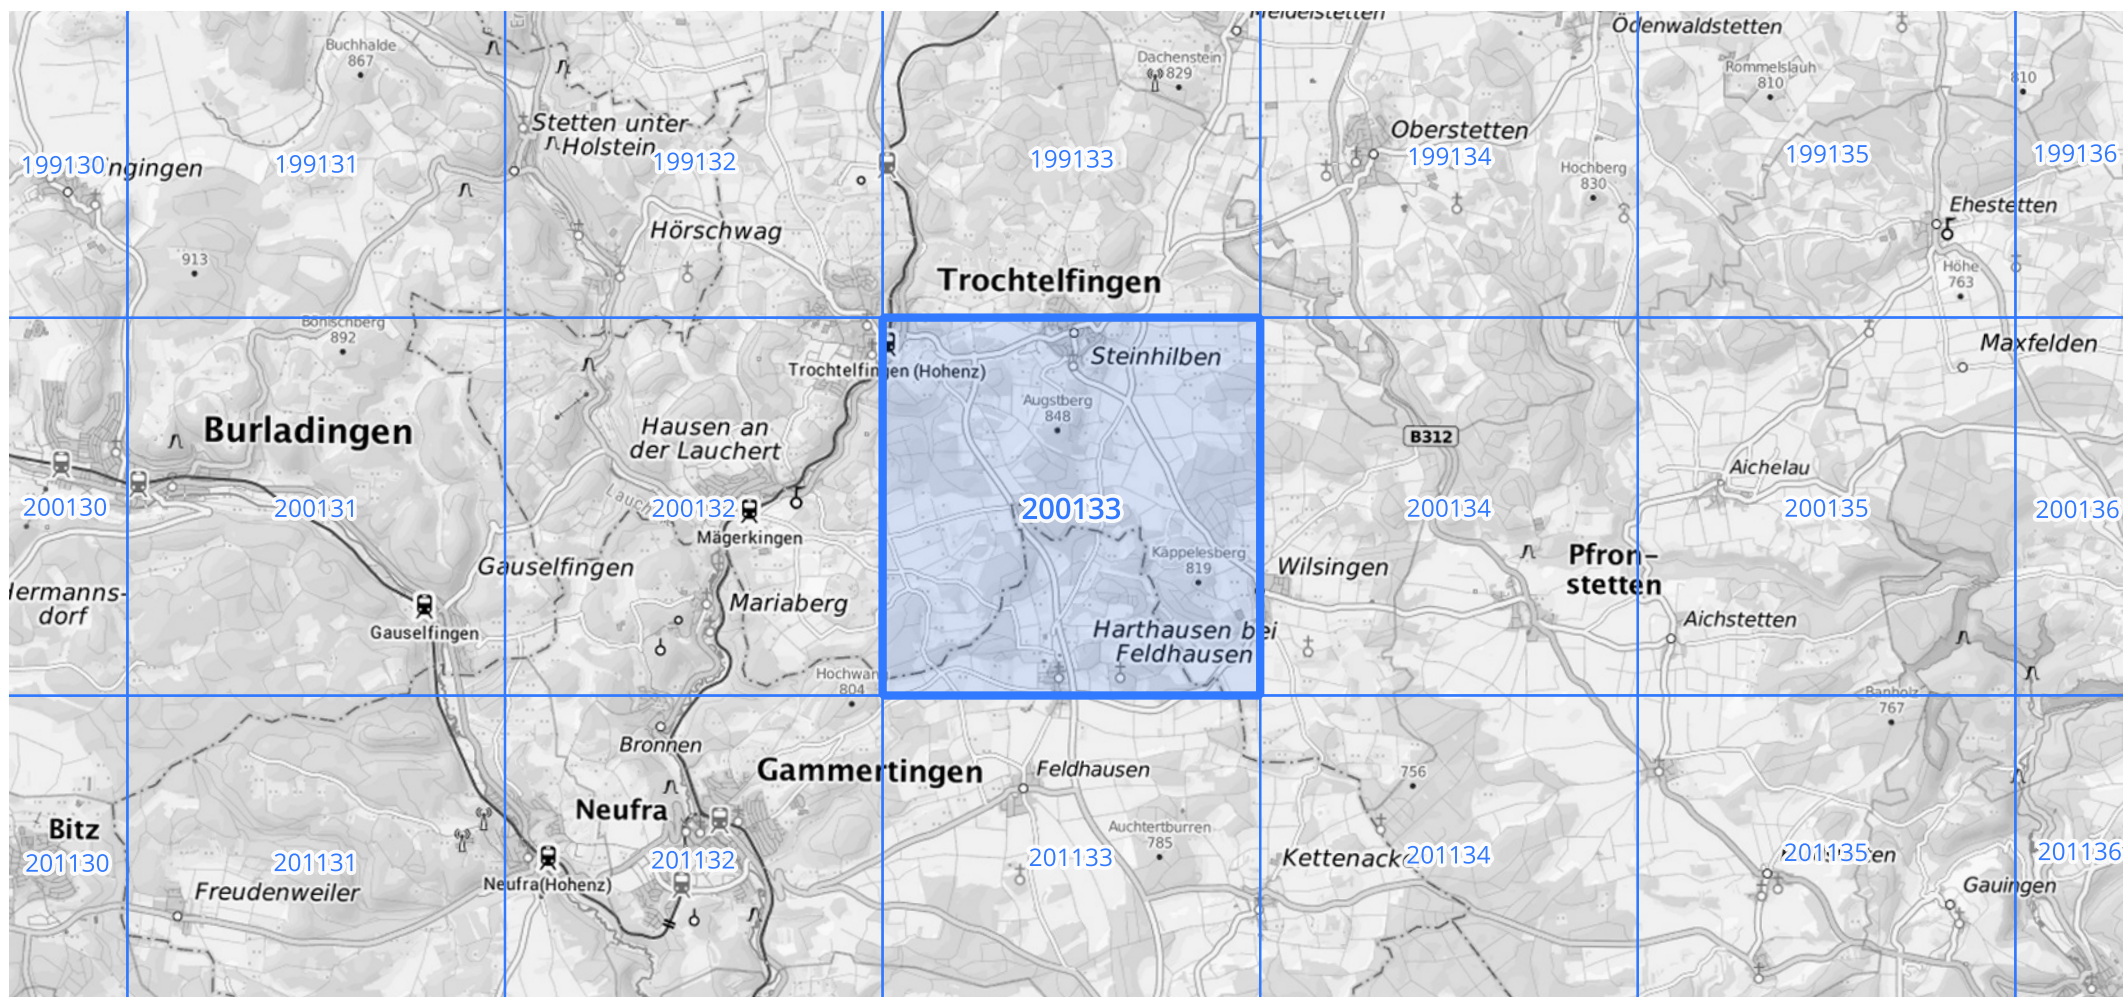 Meidelstetten
Ödenwaldstetten
Buchhalde
867
Dachenstein
829
Rommelslauh
810
810
Stetten unter
Holstein
Oberstetten
199130
ngingen
199131
199132
199133
199134
199135
199136
Hochberg
830
Ehestetten
Hörschwag
913
Höhe
763
Trochtelfingen
Bönischberg
892
Steinhilben
Maxfelden
Trochtelfingen (Hohenz)
Augstberg
848
Burladingen
Hausen an
der Lauchert
B312
Aichelau
Lauch
200130
200131
200132
200133
200134
200135
200136
Mägerkingen
Käppelesberg
819
Gauselfingen
Wilsingen
Pfron-
stetten
Hermanns-
dorf
Mariaberg
Gauselfingen
Harthausen bei
Feldhausen
Aichstetten
Hochwan
804
Banholz
767
Bronnen
Gammertingen
Feldhausen
756
Neufra
Bitz
Auchtertburren
785
201130
201131
201132
201133
Kettenack
201134
201135
201136
Neufra(Hohenz)
Freudenweiler
Gauingen